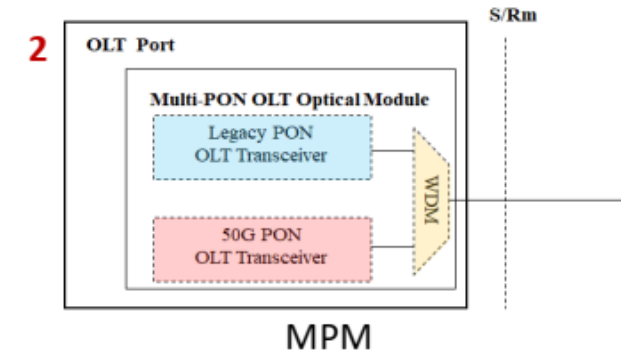 S/Rm
2
OLT Port
Multi-PON OLT Optical Module
Legacy PON
OLT Transceiver
WDM
50G PON
OLT Transceiver
MPM